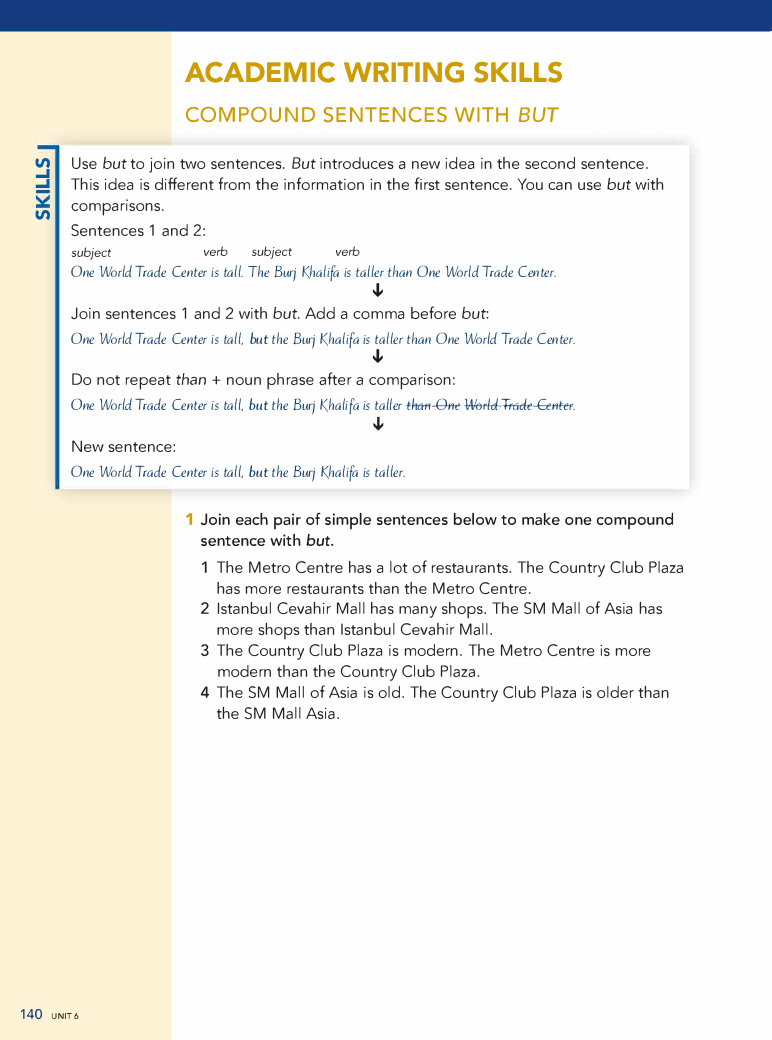 ACADEMIC WRITING SKILLS
COMPOUND SENTENCES WITH BUT
SKILLS
Use but to join two sentences. But introduces a new idea in the second sentence.
This idea is different from the information in the first sentence. You can use but with
comparisons.
Sentences 1 and 2:
subject verb subject verb
One World Trade Center is tall. The Burj Khalifa is taller than One World Trade Center.
Join sentences 1 and 2 with but. Add a comma before but:
One World Trade Center is tall, but the Burj Khalifa is taller than One World Trade Center.
Do not repeat than + noun phrase after a comparison:
One World Trade Center is tall, but the Burj Khalifa is taller than One World Trade Center.
New sentence:
One World Trade Center is tall, but the Burj Khalifa is taller.
1 Join each pair of simple sentences below to make one compound
sentence with but.
1 The Metro Centre has a lot of restaurants. The Country Club Plaza
has more restaurants than the Metro Centre.
2 Istanbul Cevahir Mall has many shops. The SM Mall of Asia has
more shops than Istanbul Cevahir Mall.
3 The Country Club Plaza is modern. The Metro Centre is more
modern than the Country Club Plaza.
4 The SM Mall of Asia is old. The Country Club Plaza is older than
the SM Mall Asia.
140 UNIT 6